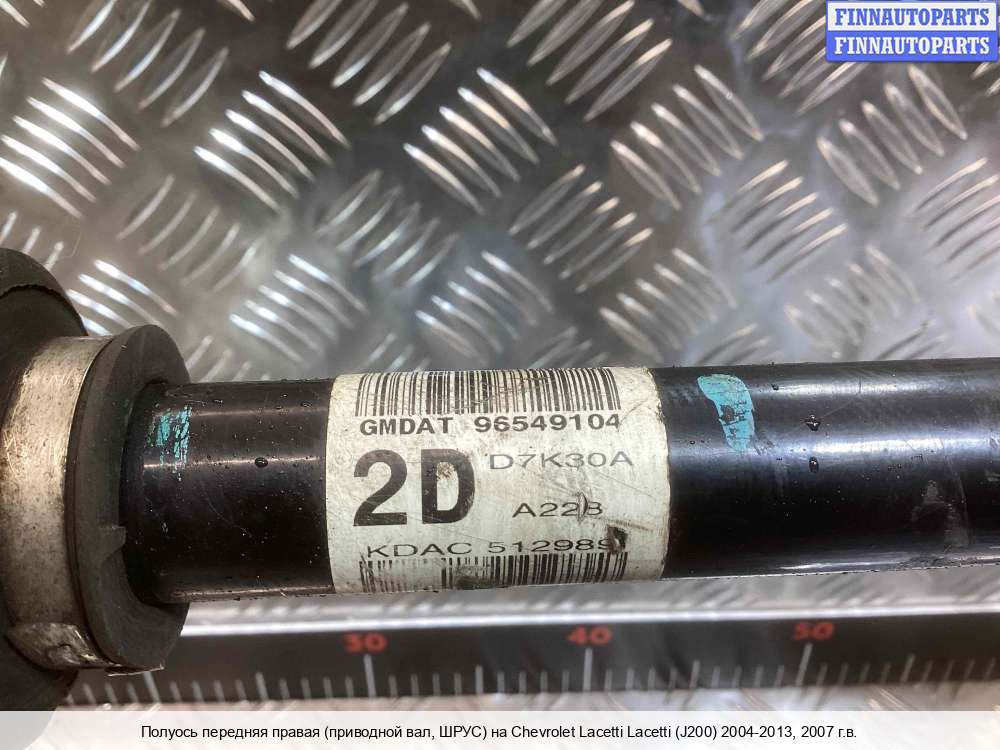 FINNAUTOPARTS
FINNAUTOPARTS
GMDAT 96549104
2D D7K30A
A22B
KDAC 512989
30 40 50
Полуось передняя правая (приводной вал, ШРУС) на Chevrolet Lacetti Lacetti (J200) 2004-2013, 2007 г.в.